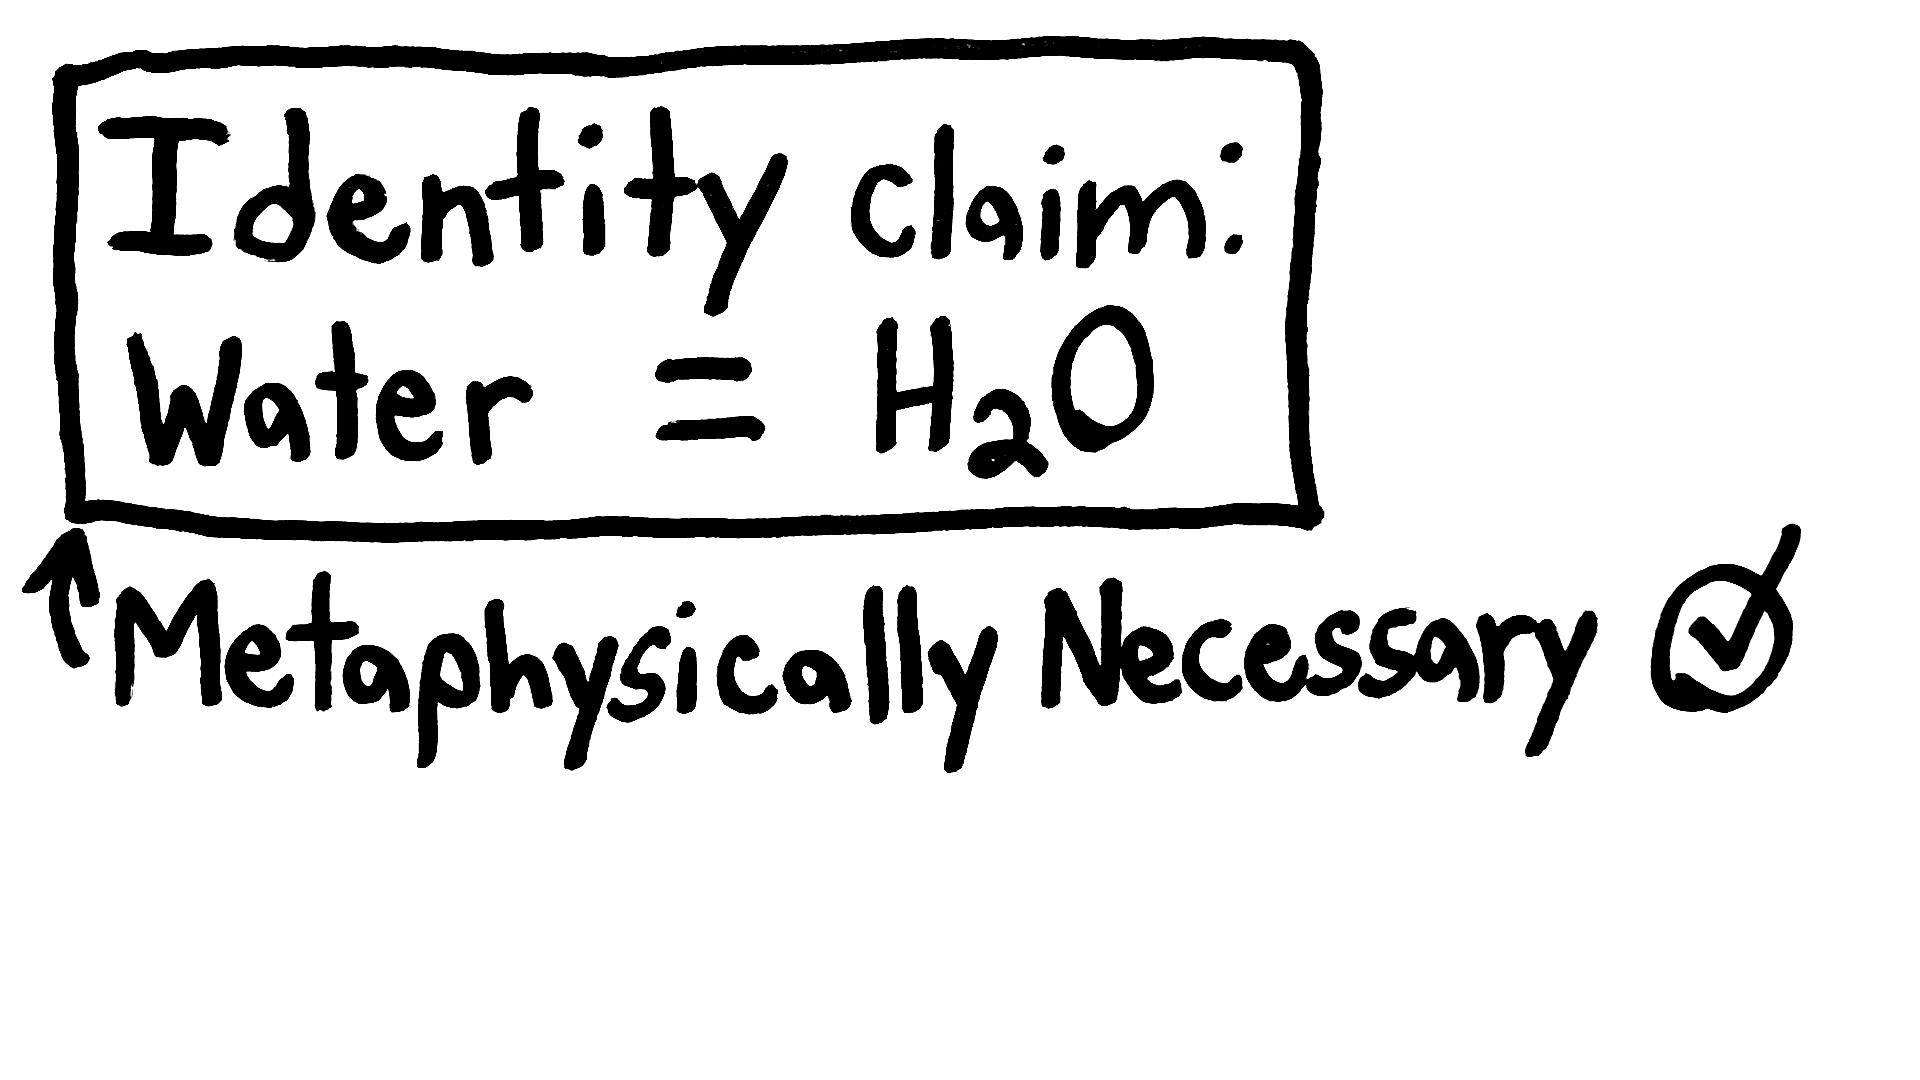 Identity claim:
Water = H₂O
Metaphysically Necessary